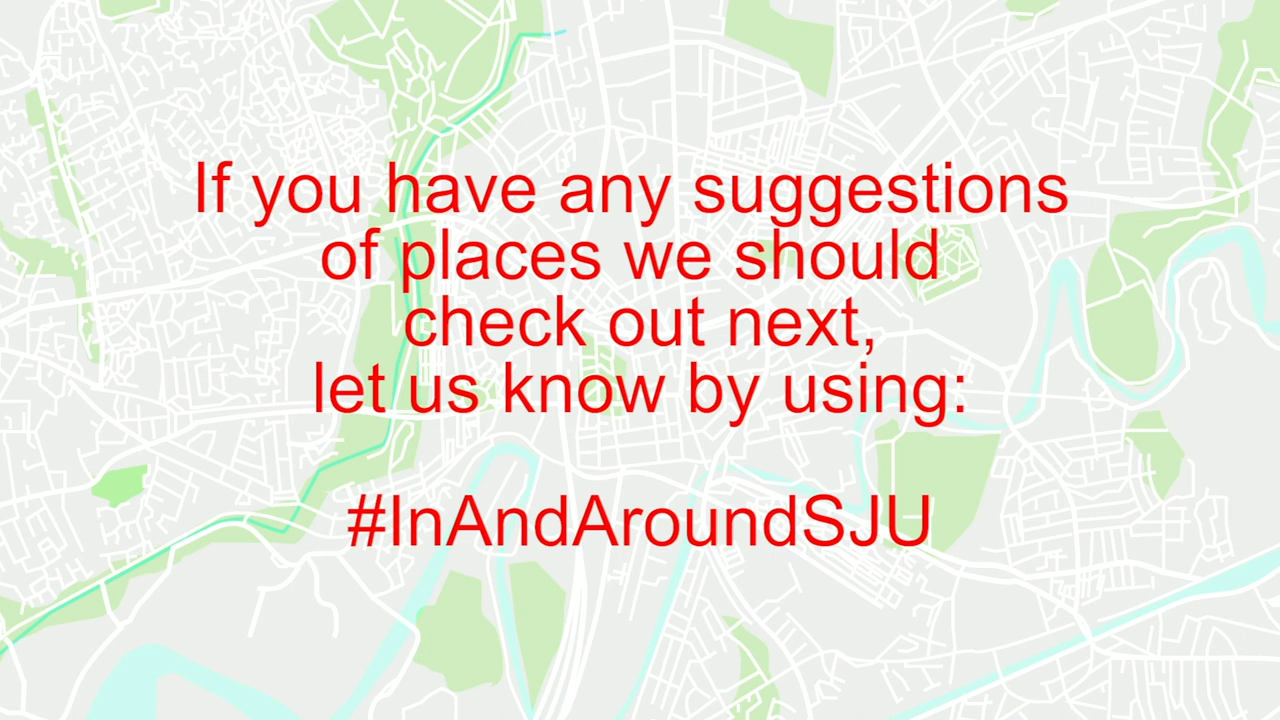 If you have any suggestions
of places we should
check out next,
let us know by using:
#InAndAroundSJU